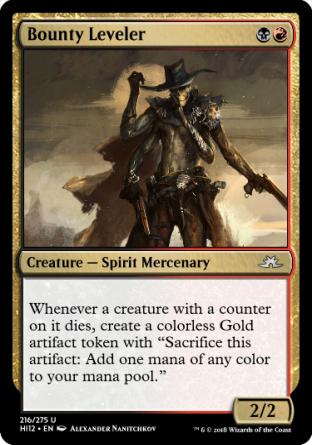 Bounty Leveler
Creature — Spirit Mercenary
Whenever a creature with a counter
on it dies, create a colorless Gold
artifact token with “Sacrifice this
artifact: Add one mana of any color
to your mana pool.”
2/2
216/275 U
HI12 • EN Alexander Nanitchkov
™ & © 2018 Wizards of the Coast